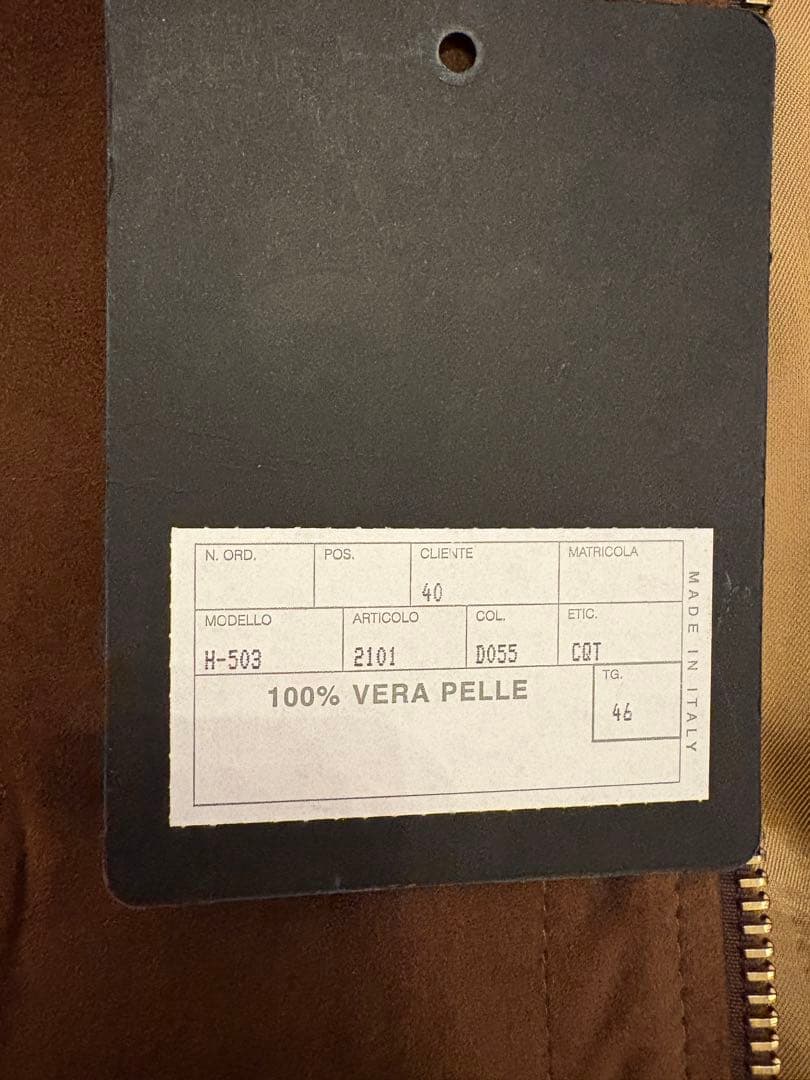 N. ORD. POS. CLIENTE MATRICOLA
40
MODELLO ARTICOLO COL. ETIC.
H-503 2101 D055 CQT
100% VERA PELLE TG.
46
MADE IN ITALY